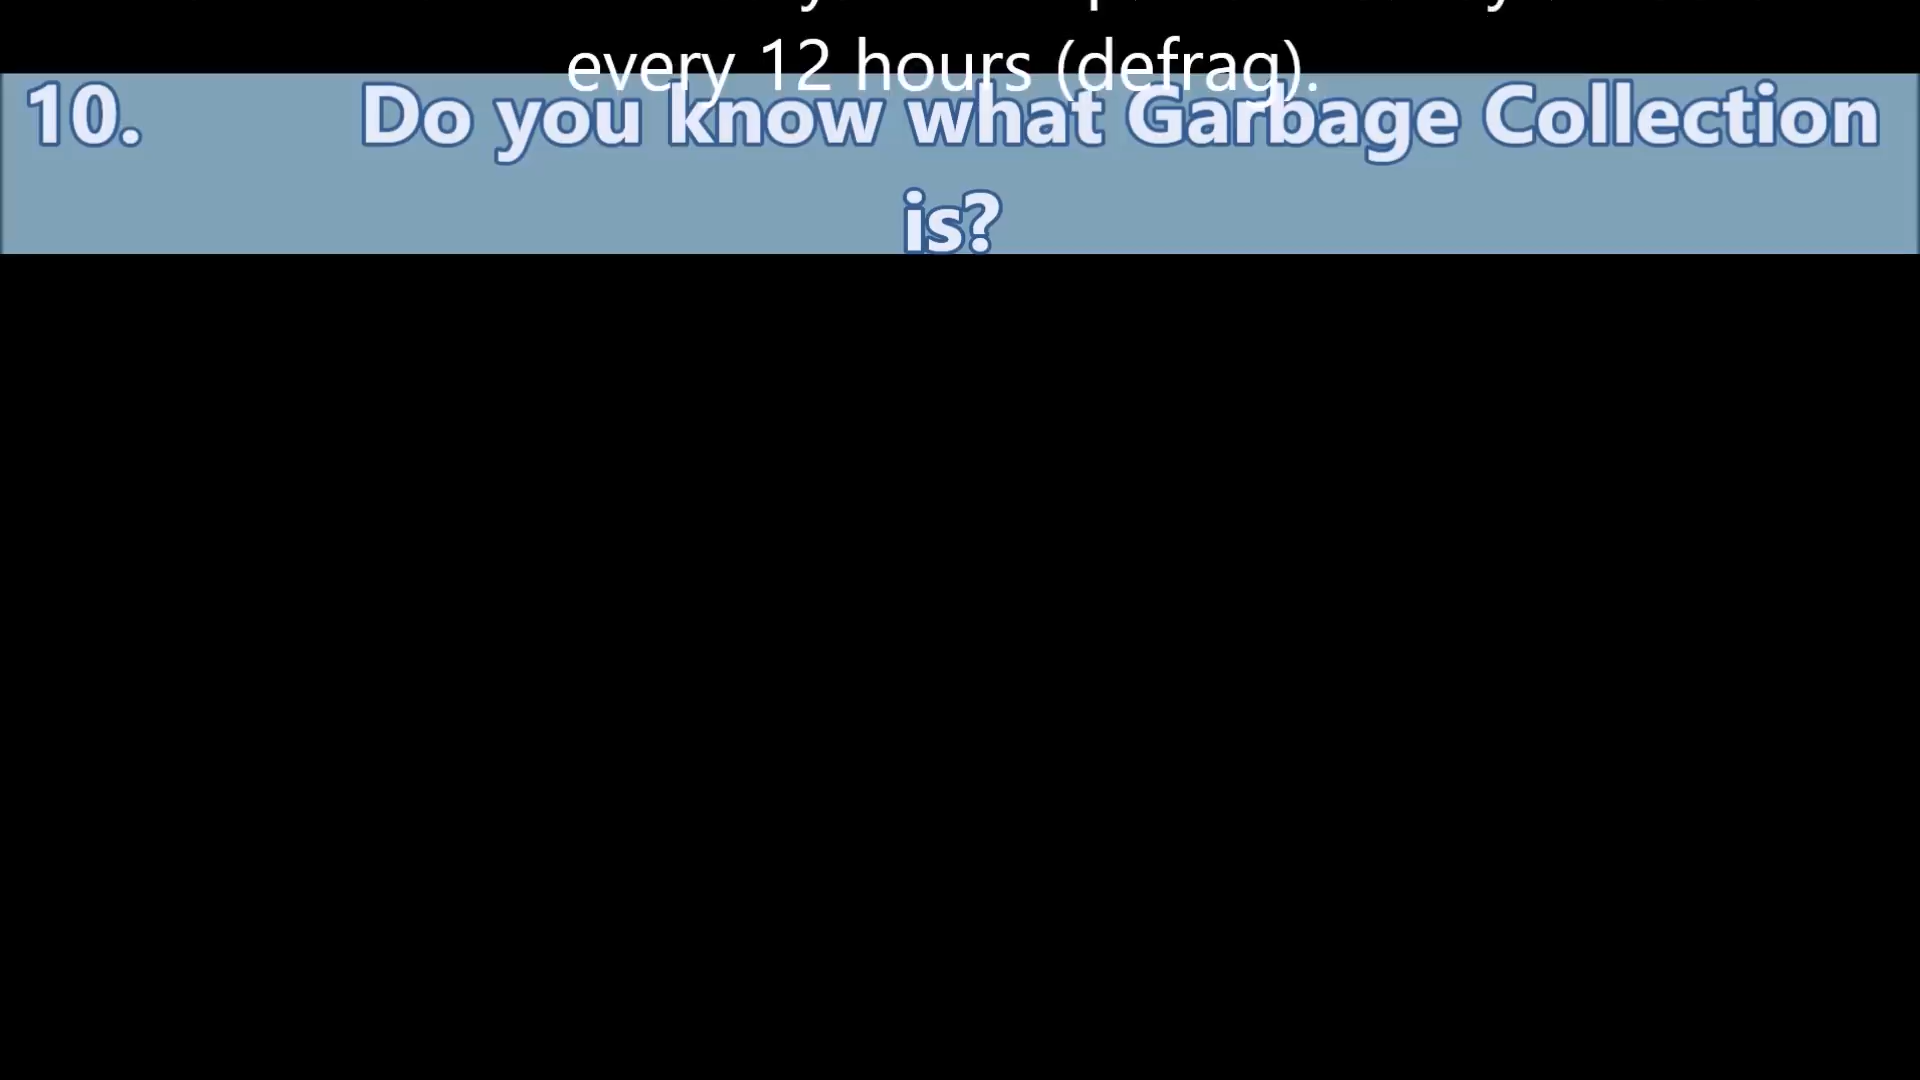 every 12 hours (defrag).
10. Do you know what Garbage Collection
is?